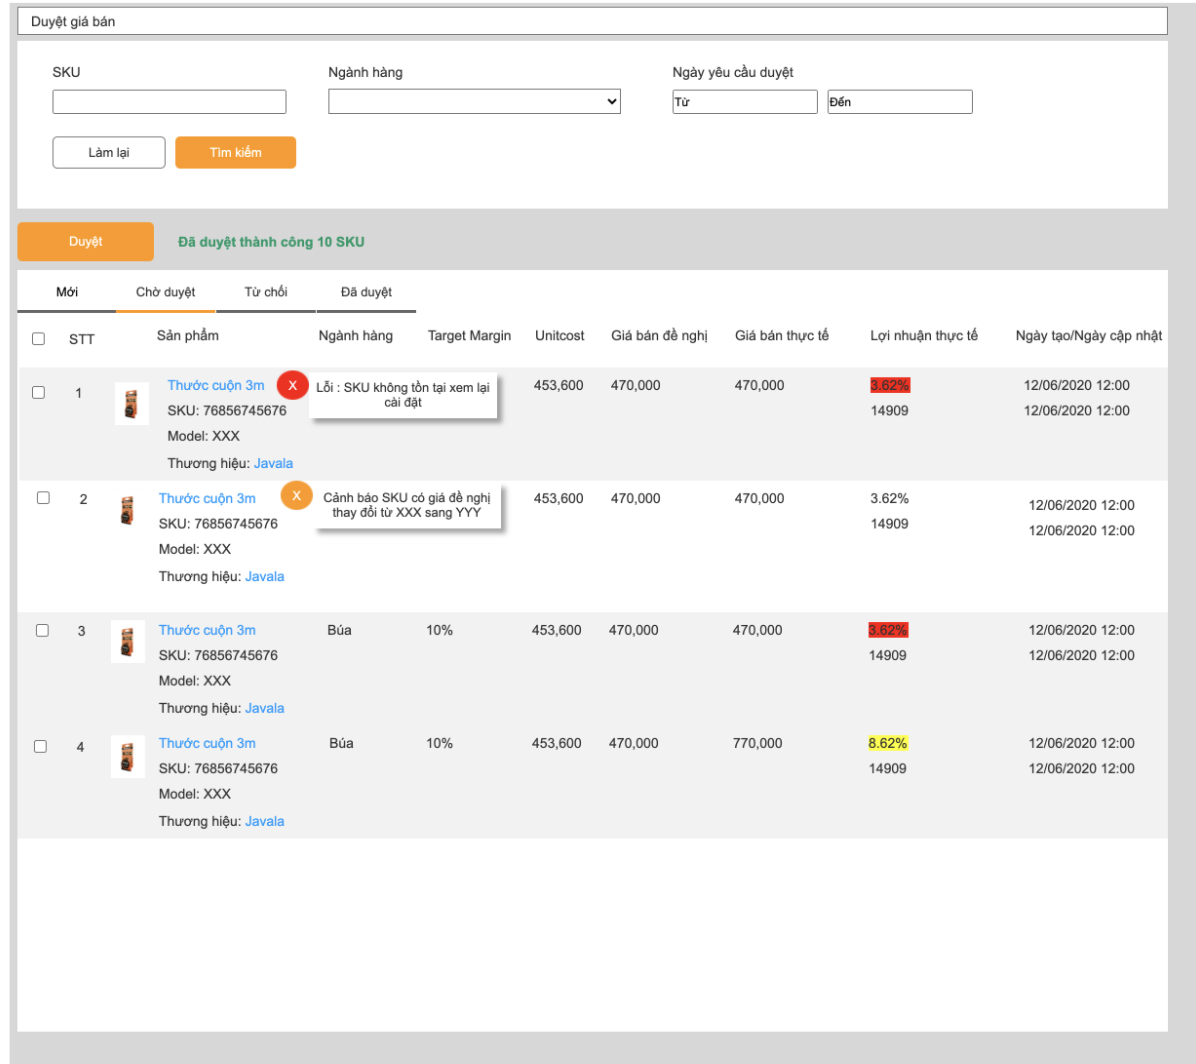 Duyệt giá bán
SKU
Ngành hàng
Ngày yêu cầu duyệt
Từ
Đến
Làm lại
Tìm kiếm
Duyệt
Đã duyệt thành công 10 SKU
Mới
Chờ duyệt
Từ chối
Đã duyệt
STT
Sản phẩm
Ngành hàng
Target Margin
Unitcost
Giá bán đề nghị
Giá bán thực tế
Lợi nhuận thực tế
Ngày tạo/Ngày cập nhật
1
Thước cuộn 3m
X
Lỗi : SKU không tồn tại xem lại
cài đặt
453,600
470,000
470,000
3.62%
12/06/2020 12:00
SKU: 76856745676
14909
12/06/2020 12:00
Model: XXX
Thương hiệu: Javala
2
Thước cuộn 3m
X
Cảnh báo SKU có giá đề nghị
thay đổi từ XXX sang YYY
453,600
470,000
470,000
3.62%
12/06/2020 12:00
SKU: 76856745676
14909
12/06/2020 12:00
Model: XXX
Thương hiệu: Javala
3
Thước cuộn 3m
Búa
10%
453,600
470,000
470,000
3.62%
12/06/2020 12:00
SKU: 76856745676
14909
12/06/2020 12:00
Model: XXX
Thương hiệu: Javala
4
Thước cuộn 3m
Búa
10%
453,600
470,000
770,000
8.62%
12/06/2020 12:00
SKU: 76856745676
14909
12/06/2020 12:00
Model: XXX
Thương hiệu: Javala